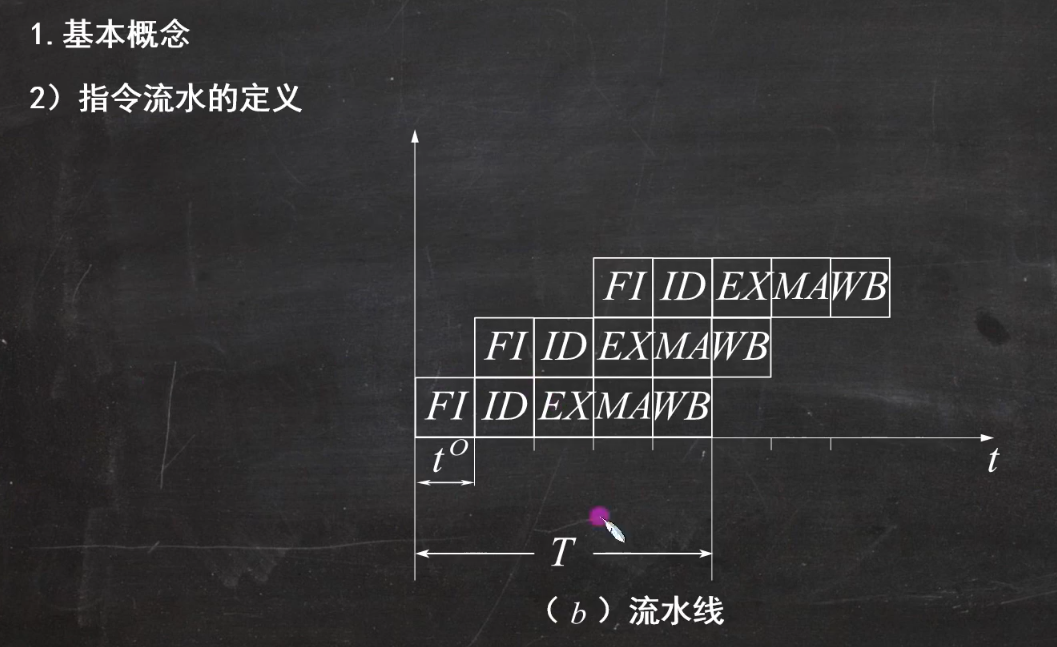 1.基本概念
2）指令流水的定义
FI ID EX MA WB
FI ID EX MA WB
FI ID EX MA WB
t^O
t
T
（b）流水线